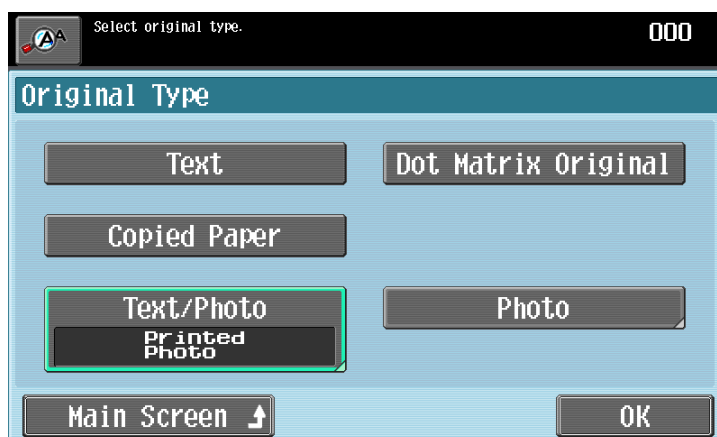 Select original type.
000
Original Type
Text
Dot Matrix Original
Copied Paper
Text/Photo
Printed
Photo
Photo
Main Screen
OK